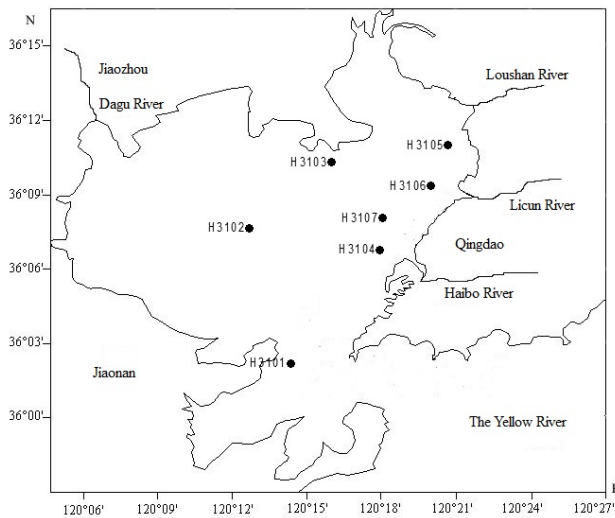 N
36°15'
Jiaozhou
Loushan River
Dagu River
36°12'
H3105
H3103
H3106
36°09'
Licun River
H3107
H3102
Qingdao
H3104
36°06'
Haibo River
36°03'
H3101
Jiaonan
36°00'
The Yellow River
120°06' 120°09' 120°12' 120°15' 120°18' 120°21' 120°24' 120°27'